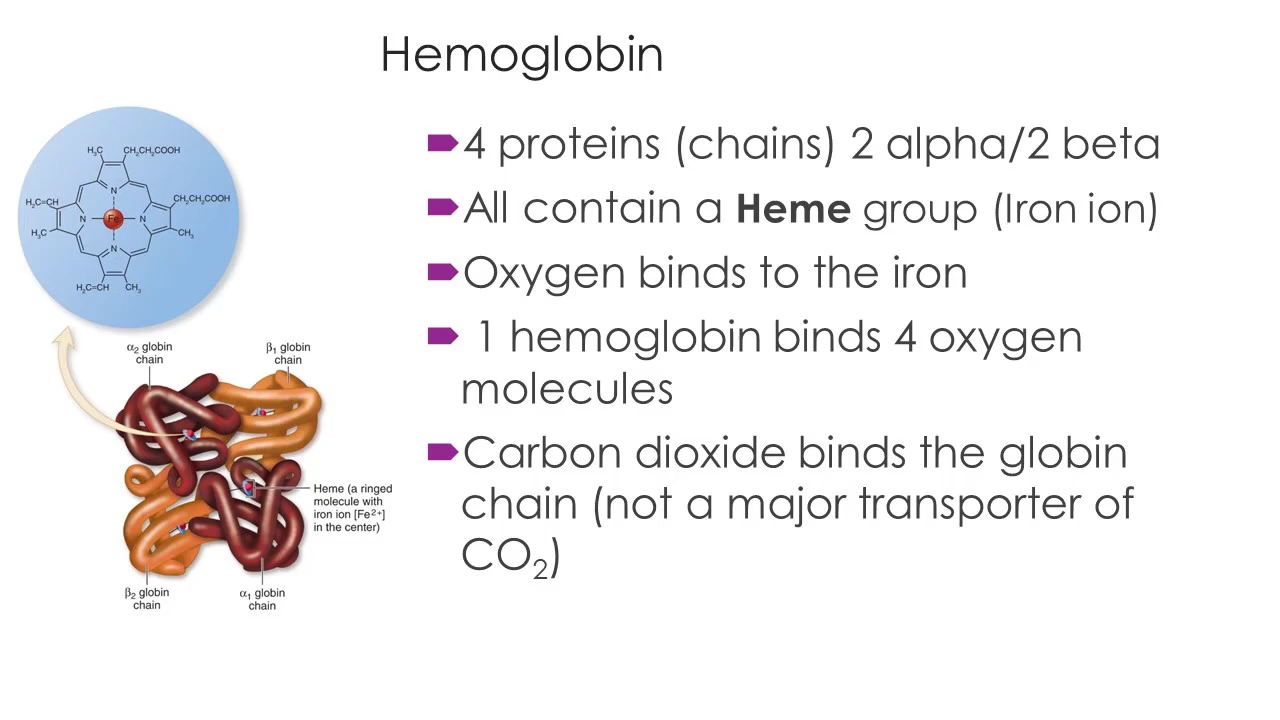 Hemoglobin
4 proteins (chains) 2 alpha/2 beta
All contain a Heme group (Iron ion)
Oxygen binds to the iron
1 hemoglobin binds 4 oxygen
molecules
Carbon dioxide binds the globin
chain (not a major transporter of
CO₂)
H₃C
CH₂CH₂COOH
N
H₂C=CH
CH₂CH₂COOH
N
Fe
N
H₃C
CH₃
N
H₂C=CH
CH₃
α₂ globin
chain
β₁ globin
chain
Heme (a ringed
molecule with
iron ion [Fe²⁺]
in the center)
β₂ globin
chain
α₁ globin
chain